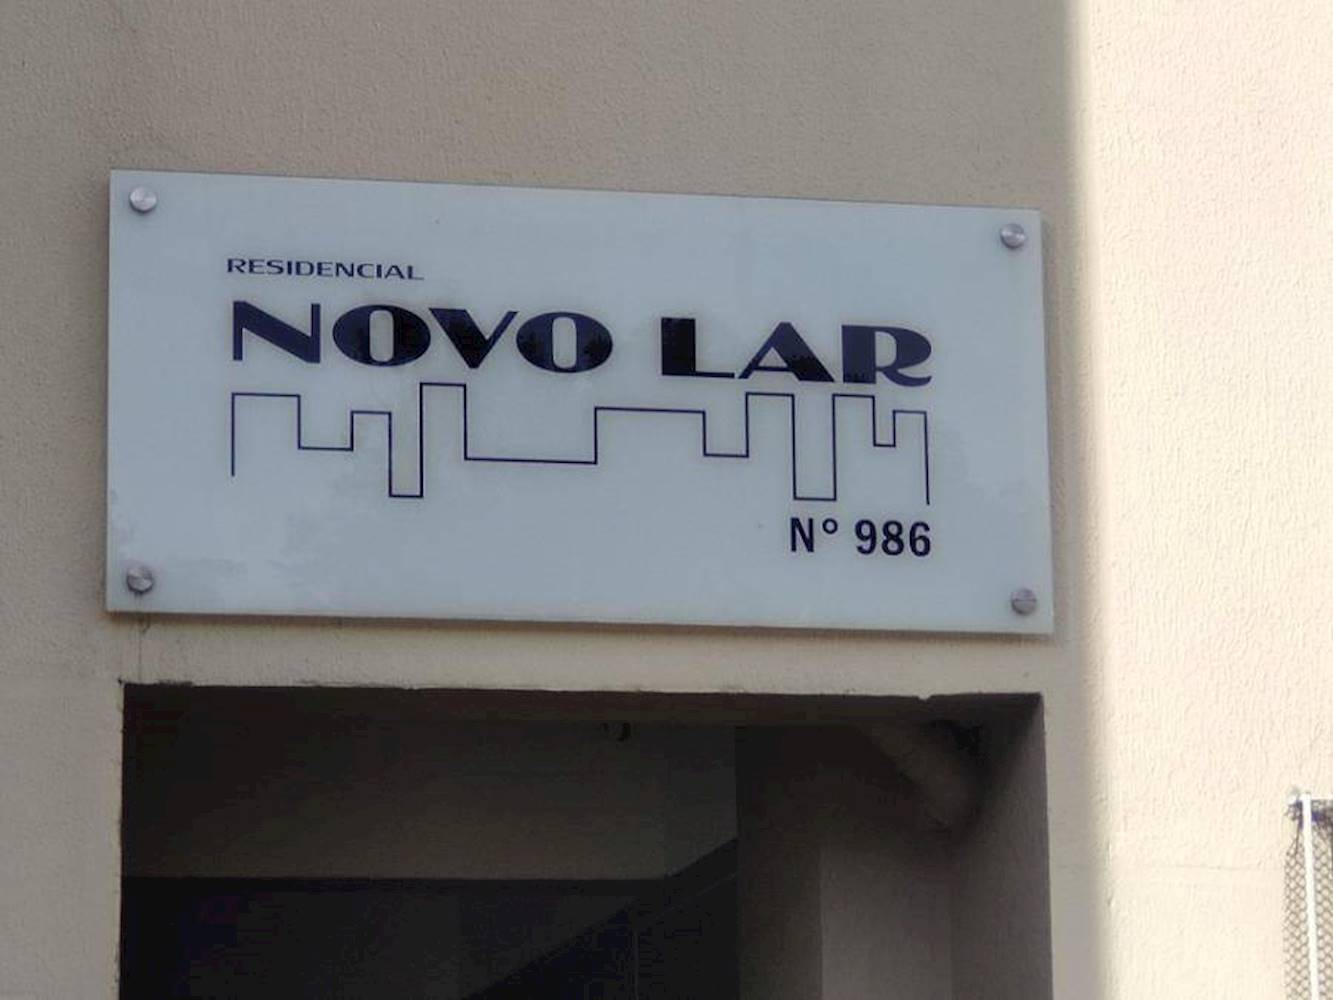 RESIDENCIAL
NOVO LAR
N° 986